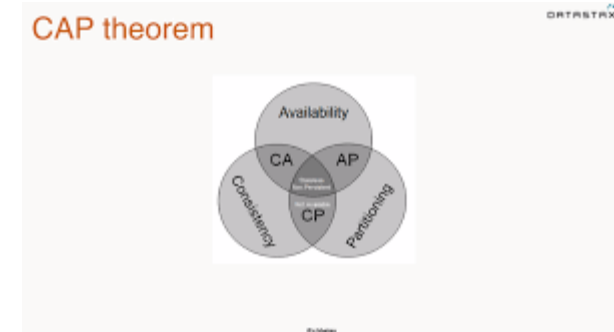 CAP theorem
DATASTAX
Availability
CA
AP
Consistency
CP
Partitioning